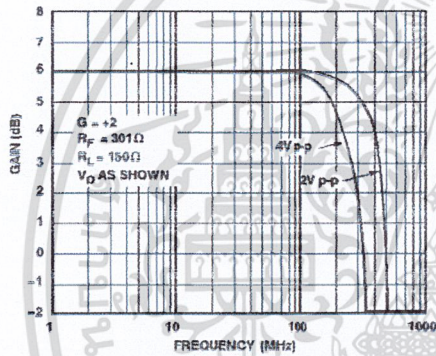 8
7
6
5
4
3
2
1
0
-1
-2
GAIN (dB)
G = +2
RF = 301Ω
RL = 150Ω
VO AS SHOWN
4V p-p
2V p-p
1
10
100
1000
FREQUENCY (MHz)